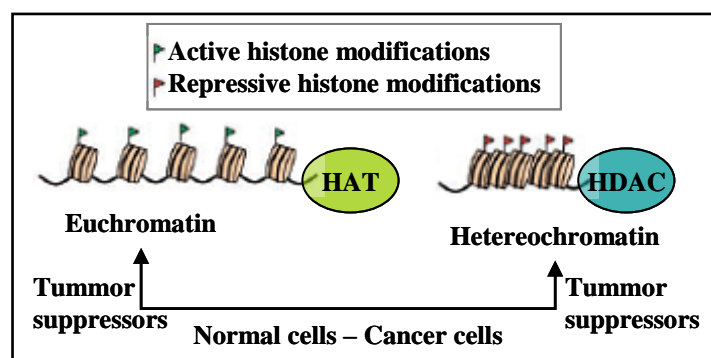 Active histone modifications
Repressive histone modifications
HAT
HDAC
Euchromatin
Hetereochromatin
Tummor
suppressors
Tummor
suppressors
Normal cells – Cancer cells